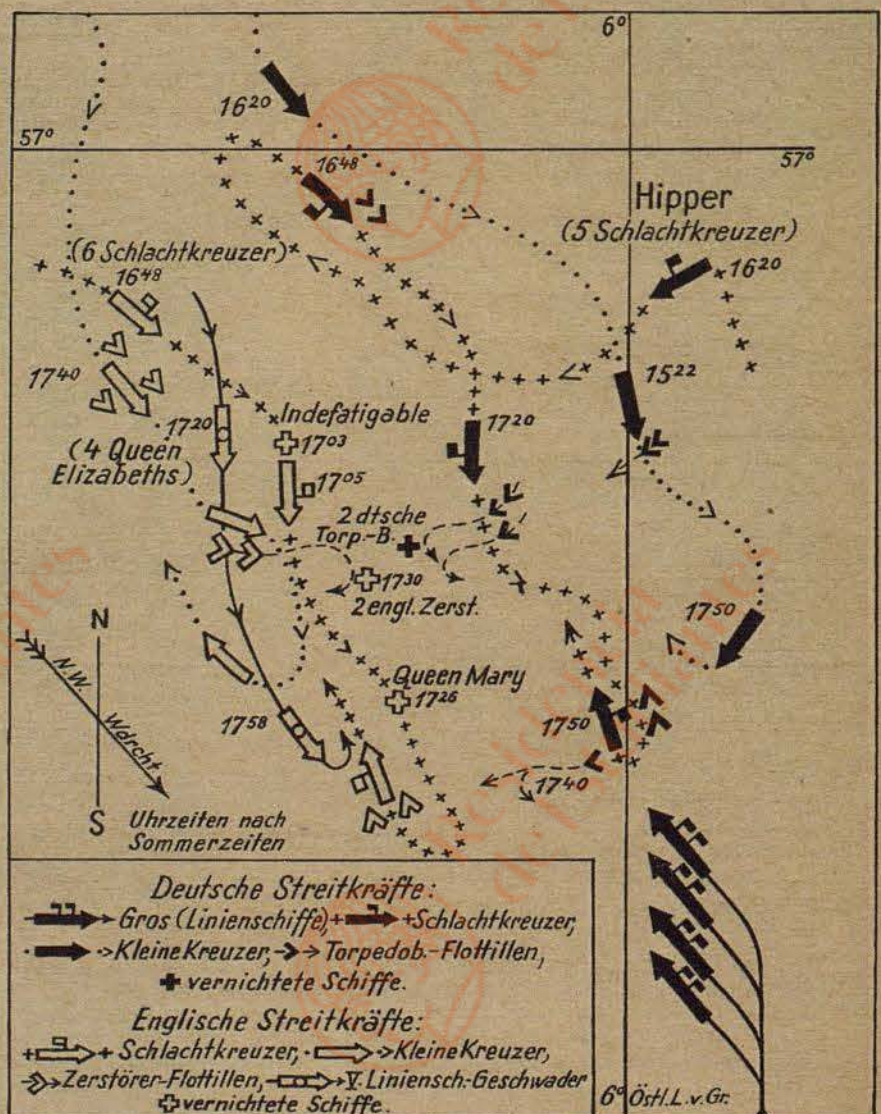 6°
16²⁰
57°
57°
16⁴⁸
Hipper
(5 Schlachtkreuzer)
16²⁰
(6 Schlachtkreuzer)
16⁴⁸
15²²
17⁴⁰
17²⁰
Indefatigable
17⁰³
17²⁰
(4 Queen
Elizabeths)
17⁰⁵
2 dtsche
Torp.-B.
17³⁰
2 engl. Zerst.
17⁵⁰
N
N.W.
Wdrcht
S
Queen Mary
17²⁶
17⁵⁸
17⁵⁰
17⁴⁰
Uhrzeiten nach
Sommerzeiten
Deutsche Streitkräfte:
Gros (Linienschiffe), Schlachtkreuzer,
Kleine Kreuzer, Torpedob.-Flottillen,
vernichtete Schiffe.
Englische Streitkräfte:
Schlachtkreuzer, Kleine Kreuzer,
Zerstörer-Flottillen, V. Liniensch.-Geschwader
vernichtete Schiffe.
6° Östl. L. v. Gr.
Residencia
de Estudiantes